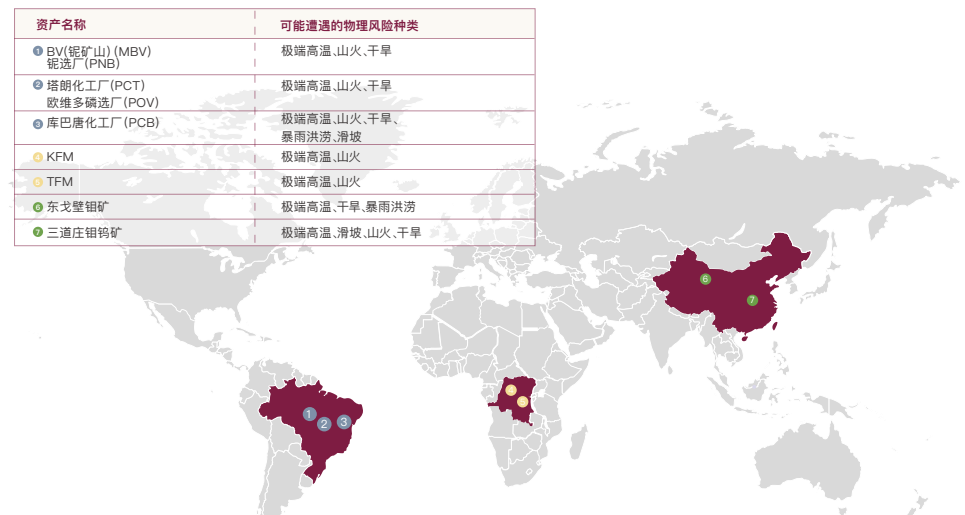 资产名称 可能遭遇的物理风险种类
1 BV(铌矿山) (MBV) 极端高温、山火、干旱
铌选厂(PNB)
2 塔朗化工厂(PCT) 极端高温、山火、干旱
欧维多磷选厂(POV)
3 库巴唐化工厂(PCB) 极端高温、山火、干旱、
暴雨洪涝、滑坡
4 KFM 极端高温、山火
5 TFM 极端高温、山火
6 东戈壁钼矿 极端高温、干旱、暴雨洪涝
7 三道庄钼钨矿 极端高温、滑坡、山火、干旱
6
7
4
5
1
2
3